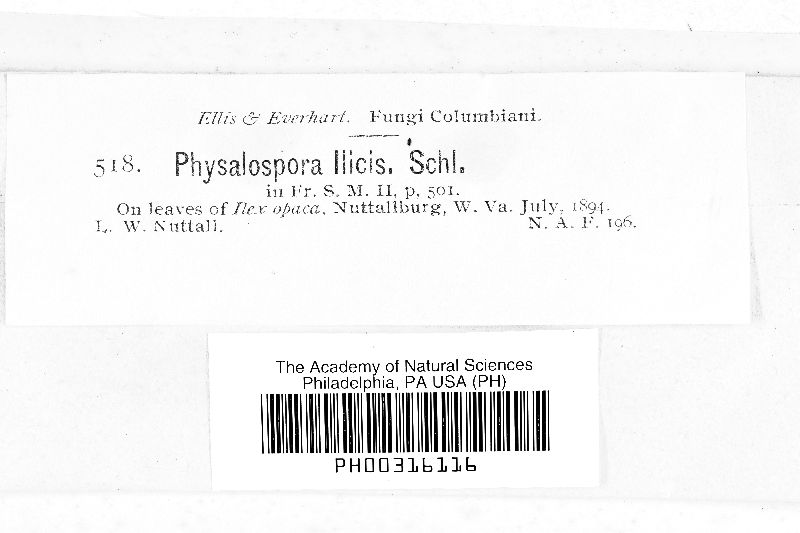 Ellis & Everhart. Fungi Columbiani.
518. Physalospora Ilicis. Schl.
in Fr. S. M. II, p. 501.
On leaves of Ilex opaca, Nuttallburg, W. Va. July, 1894.
L. W. Nuttall. N. A. F. 196.
The Academy of Natural Sciences
Philadelphia, PA USA (PH)
PH00316116